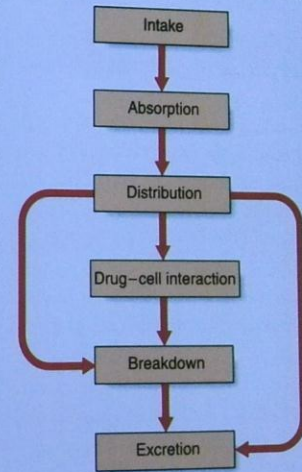 Intake
Absorption
Distribution
Drug–cell interaction
Breakdown
Excretion